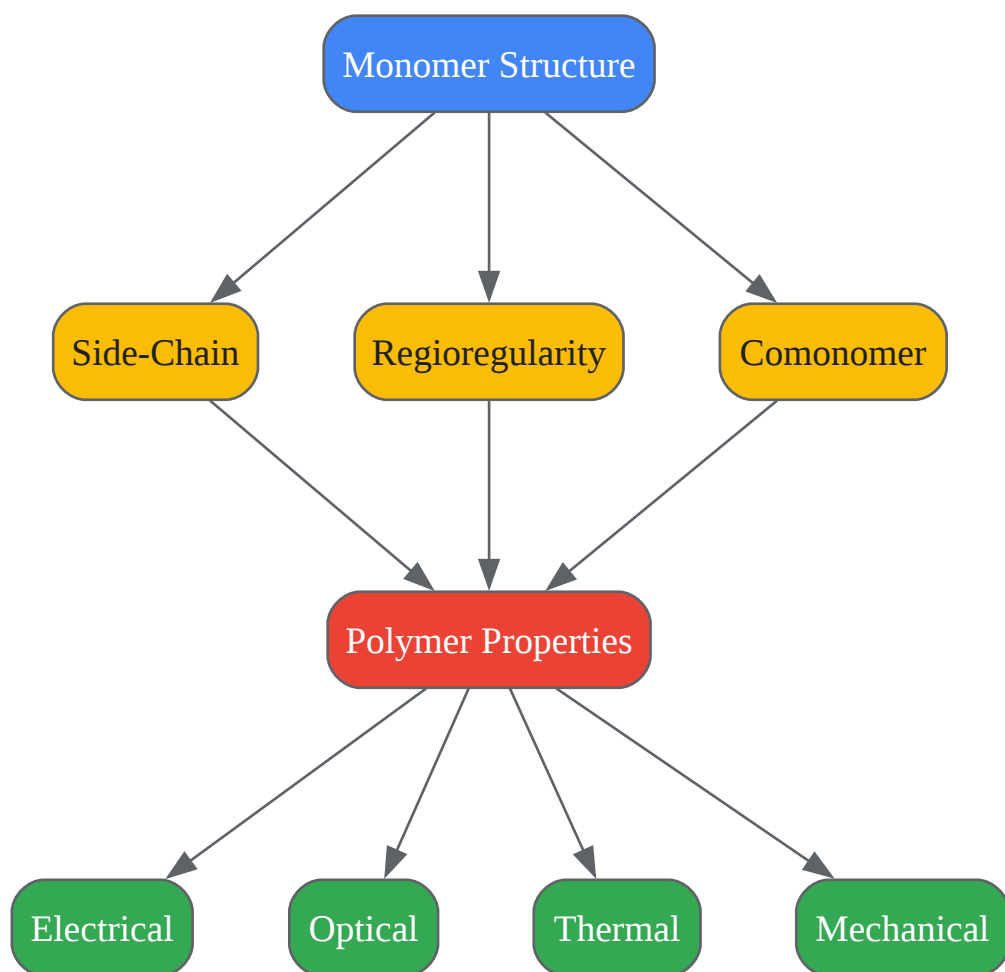 Monomer Structure
Side-Chain
Regioregularity
Comonomer
Polymer Properties
Electrical
Optical
Thermal
Mechanical